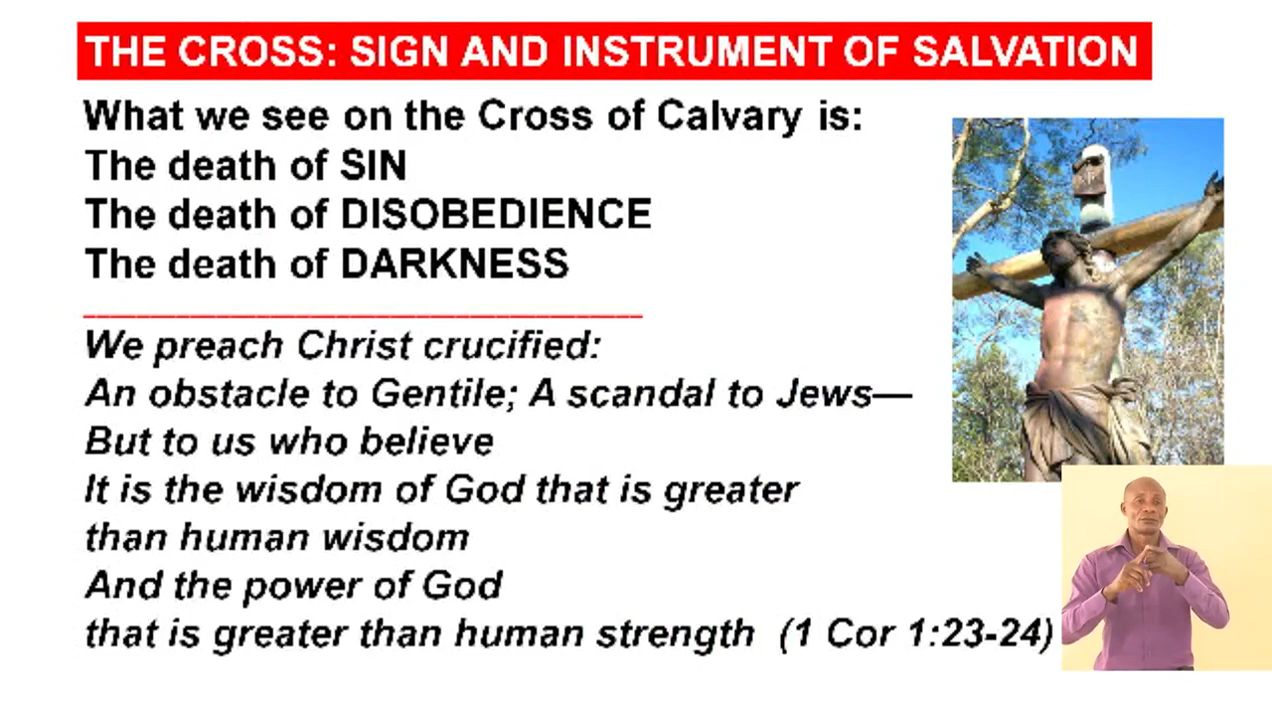 THE CROSS: SIGN AND INSTRUMENT OF SALVATION
What we see on the Cross of Calvary is:
The death of SIN
The death of DISOBEDIENCE
The death of DARKNESS
We preach Christ crucified:
An obstacle to Gentile; A scandal to Jews—
But to us who believe
It is the wisdom of God that is greater
than human wisdom
And the power of God
that is greater than human strength (1 Cor 1:23-24)